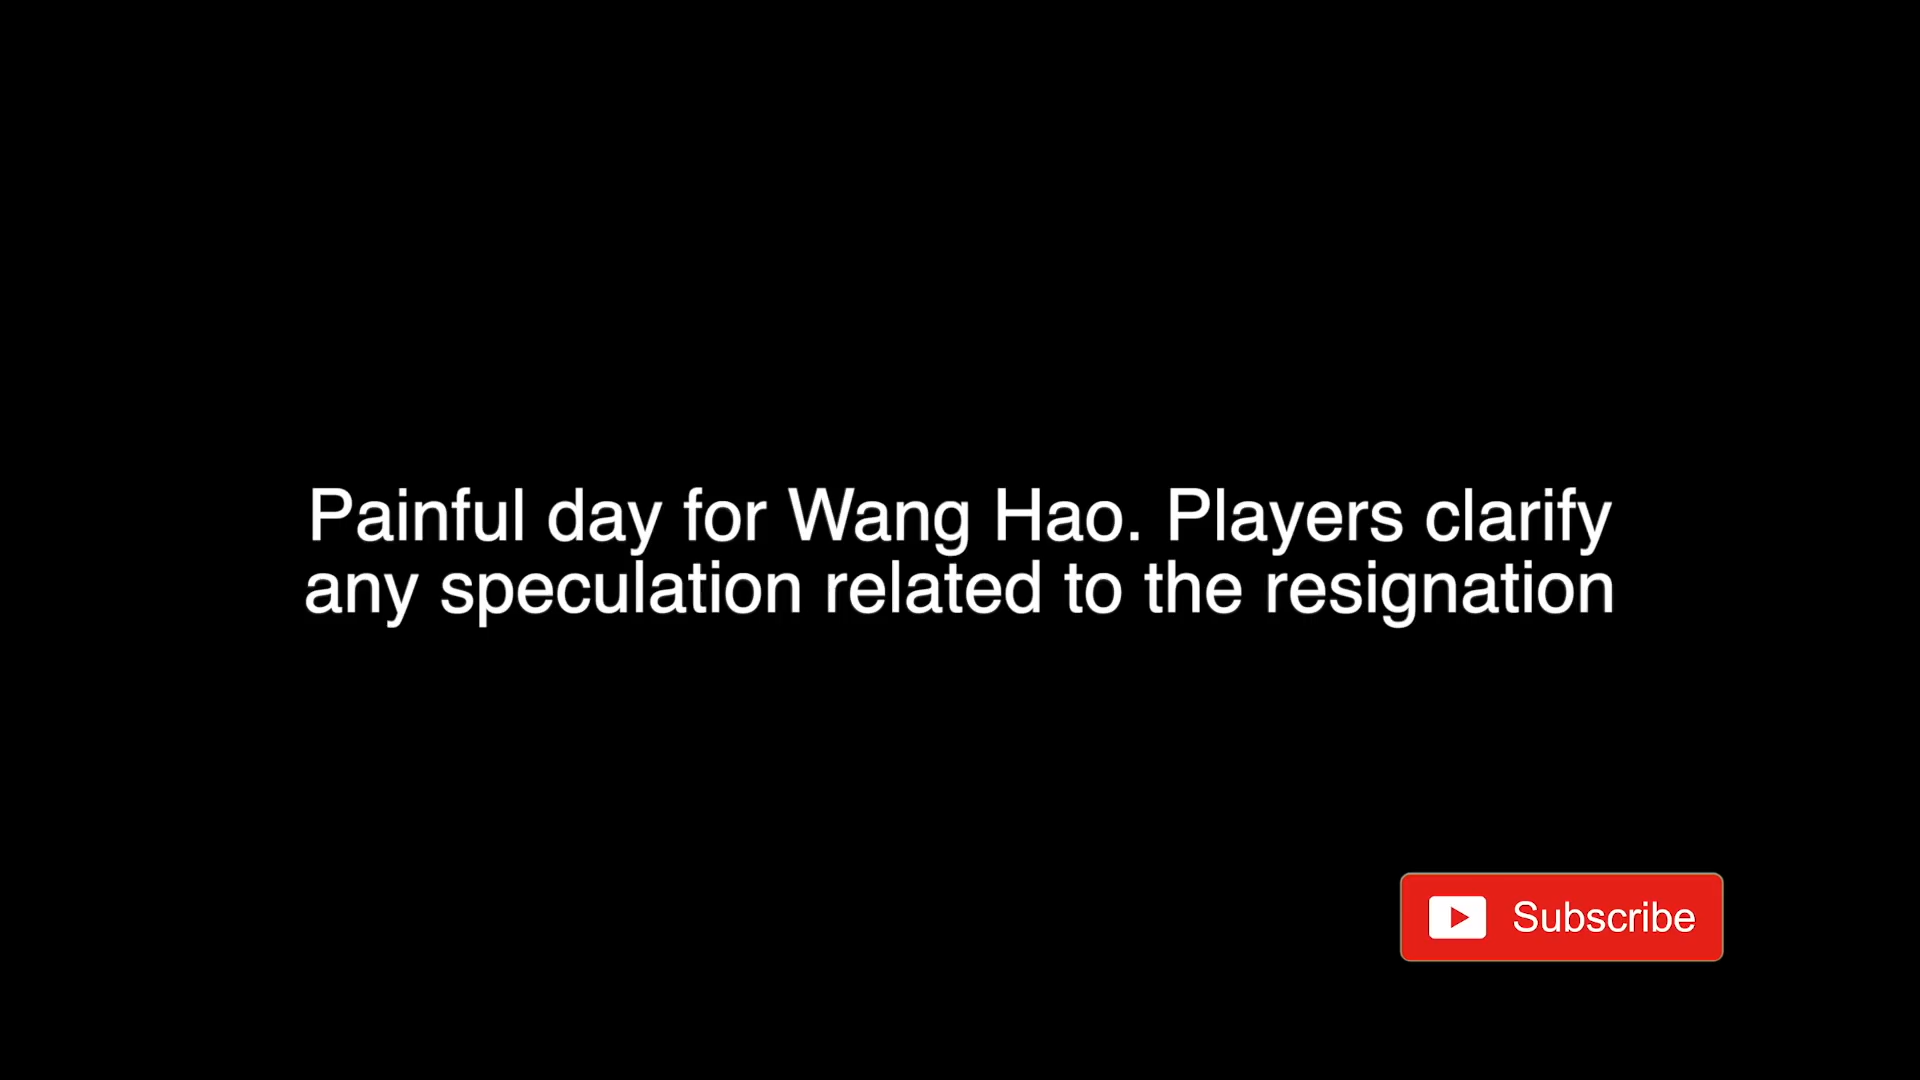 Painful day for Wang Hao. Players clarify
any speculation related to the resignation
Subscribe